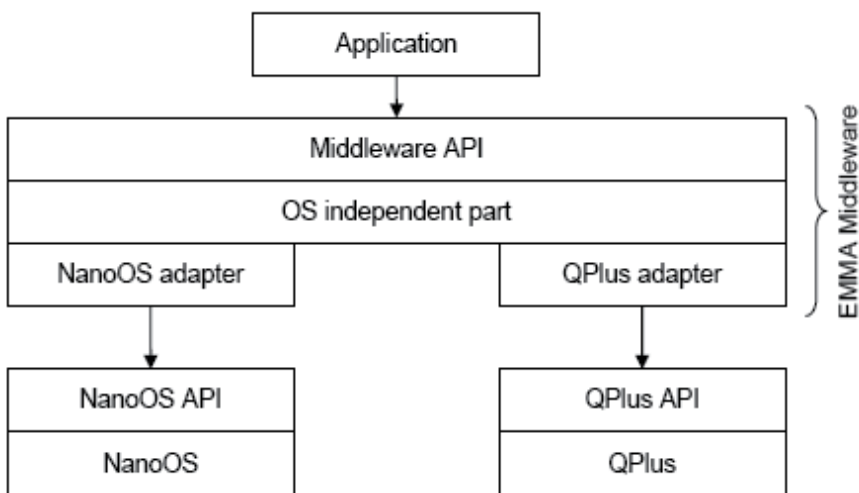 Application
Middleware API
OS independent part
NanoOS adapter
QPlus adapter
EMMA Middleware
NanoOS API
QPlus API
NanoOS
QPlus